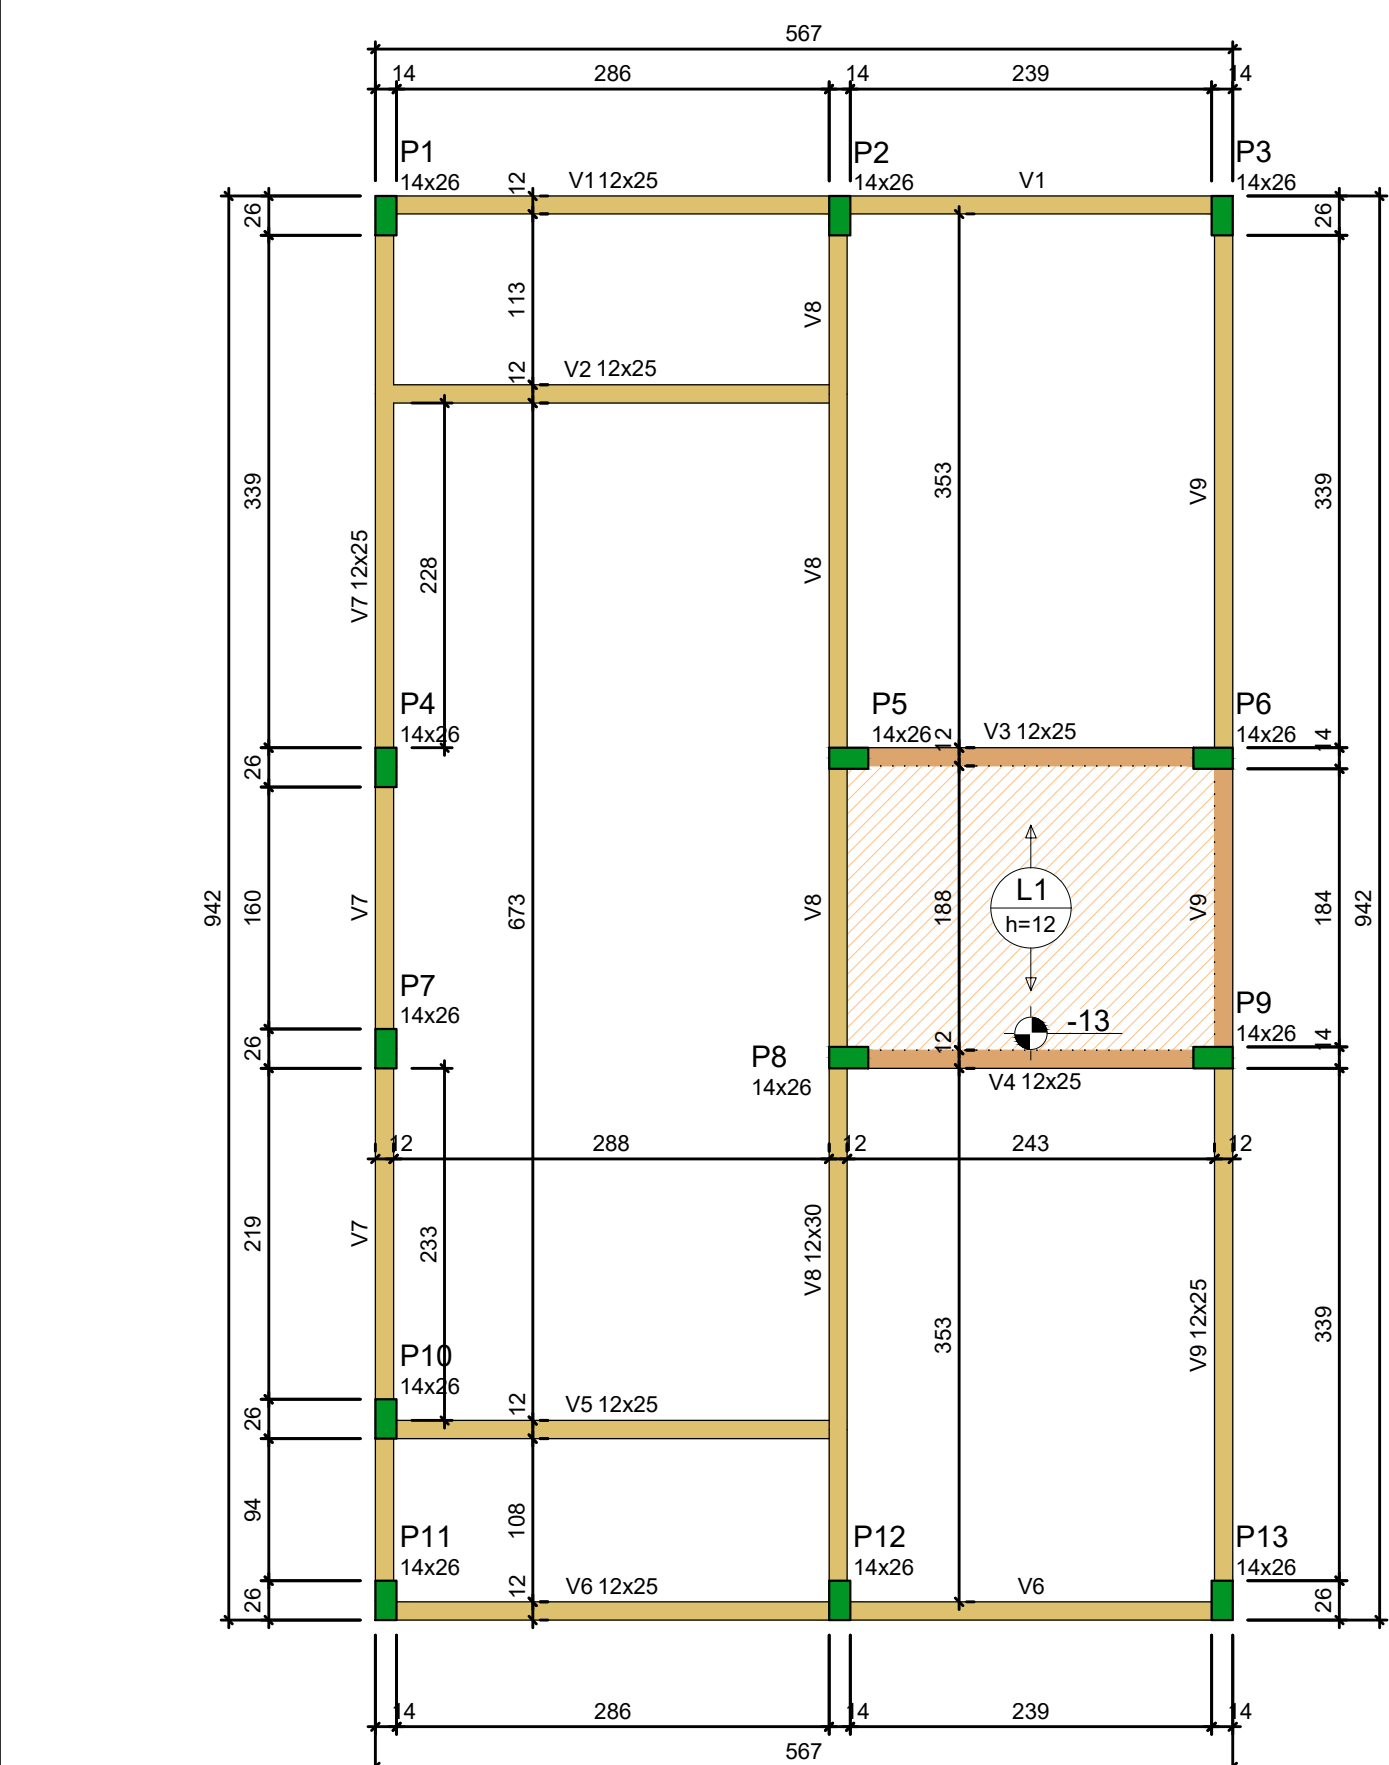 567
14 286 14 239 14
P1 P2 P3
14x26 12 V112x25 14x26 V1 14x26
26 26
113 V8
12 V2 12x25
339 353 V9 339
V7 12x25 228 V8
P4 P5 P6
14x26 14x26 12 V3 12x25 14x26 14
26
L1
942 160 V7 673 V8 188 V9 184 942
h=12
P7 P9
14x26 -13 14x26
26 12 14
P8
14x26 V4 12x25
12 288 12 243 12
219 V7 233 V8 12x30
353 V9 12x25 339
P10
14x26
26 12 V5 12x25
94 108
P11 P12 P13
14x26 14x26 14x26
26 12 V6 12x25 V6 26
14 286 14 239 14
567